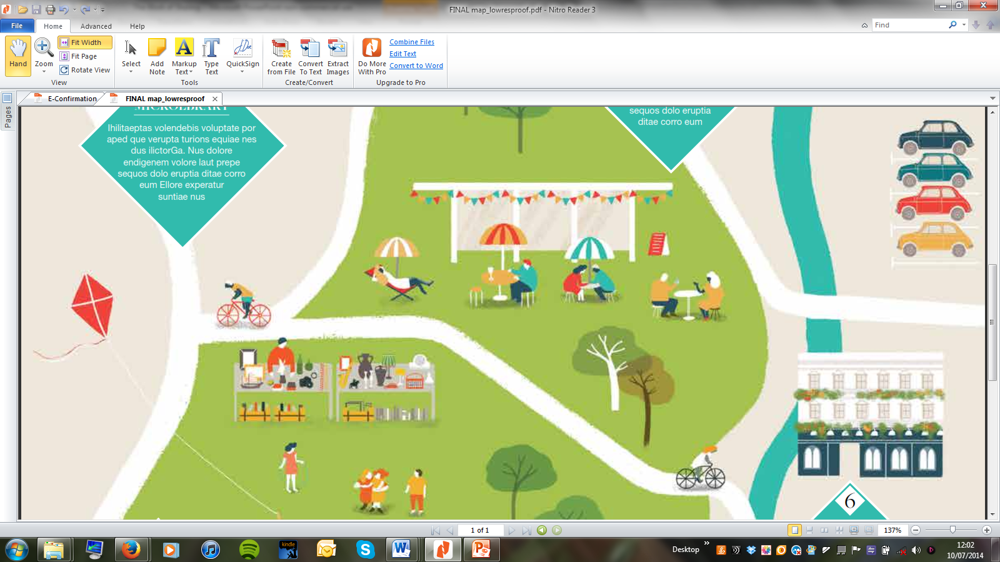 FINAL map_lowresproof.pdf - Nitro Reader 3
File Home Advanced Help
Find
Hand
Zoom
Fit Width
Fit Page
Rotate View
View
Select
Add Note
Markup Text
Type Text
QuickSign
Tools
Create from File
Convert To Text
Extract Images
Create/Convert
Do More With Pro
Combine Files
Edit Text
Convert to Word
Upgrade to Pro
E-Confirmation
FINAL map_lowresproof
Pages
Ihilitaeptas volendebis voluptate por
aped que verupta turions equiae nes
dus ilictorGa. Nus dolore
endigenem volore laut prepe
sequos dolo eruptia ditae corro
eum Ellore experatur
suntiae nus
sequos dolo eruptia
ditae corro eum
6
1 of 1
137%
kindle
Desktop
12:02
10/07/2014